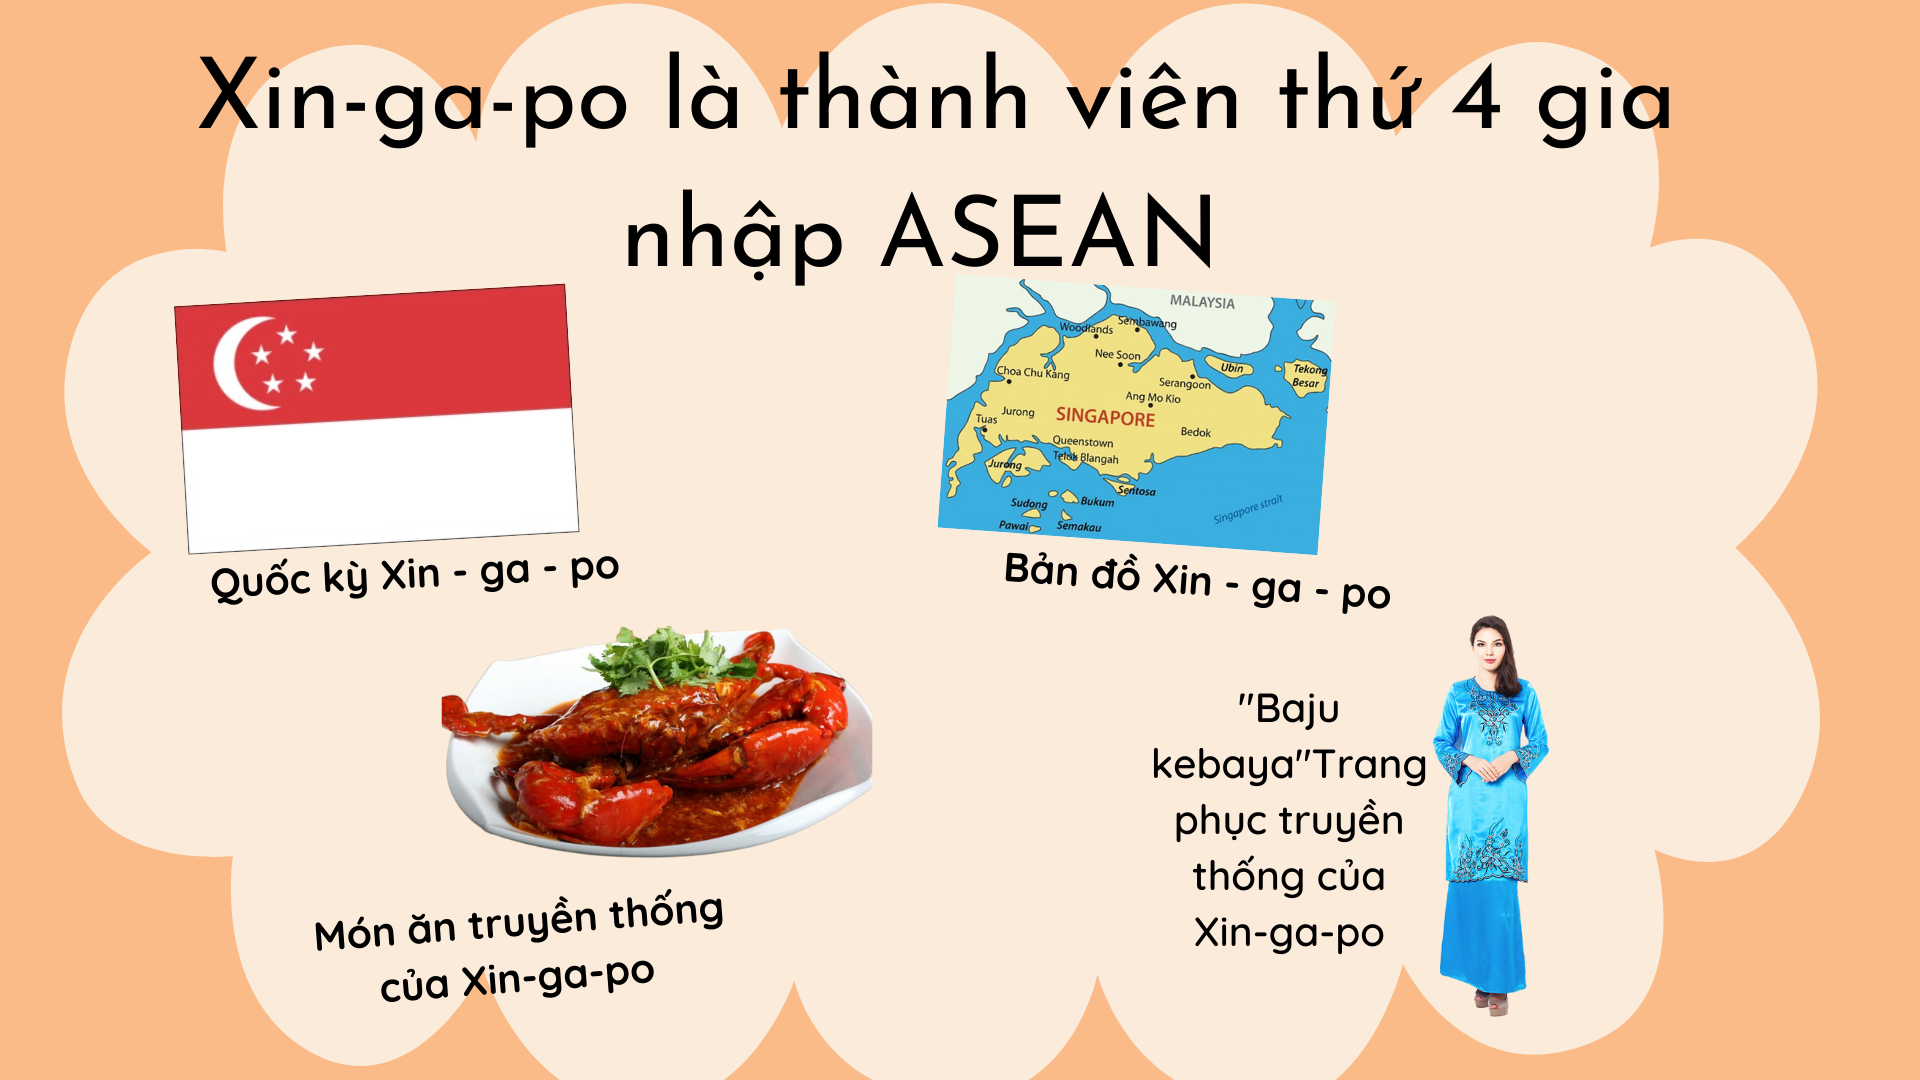 Xin-ga-po là thành viên thứ 4 gia
nhập ASEAN
MALAYSIA
Woodlands
Sembawang
Nee Soon
Ubin
Tekong
Besar
Choa Chu Kang
Serangoon
Ang Mo Kio
Jurong
SINGAPORE
Tuas
Bedok
Queenstown
Telok Blangah
Jurong
Sentosa
Sudong
Bukum
Singapore strait
Pawai
Semakau
Quốc kỳ Xin - ga - po
Bản đồ Xin - ga - po
"Baju
kebaya"Trang
phục truyền
thống của
Xin-ga-po
Món ăn truyền thống
của Xin-ga-po